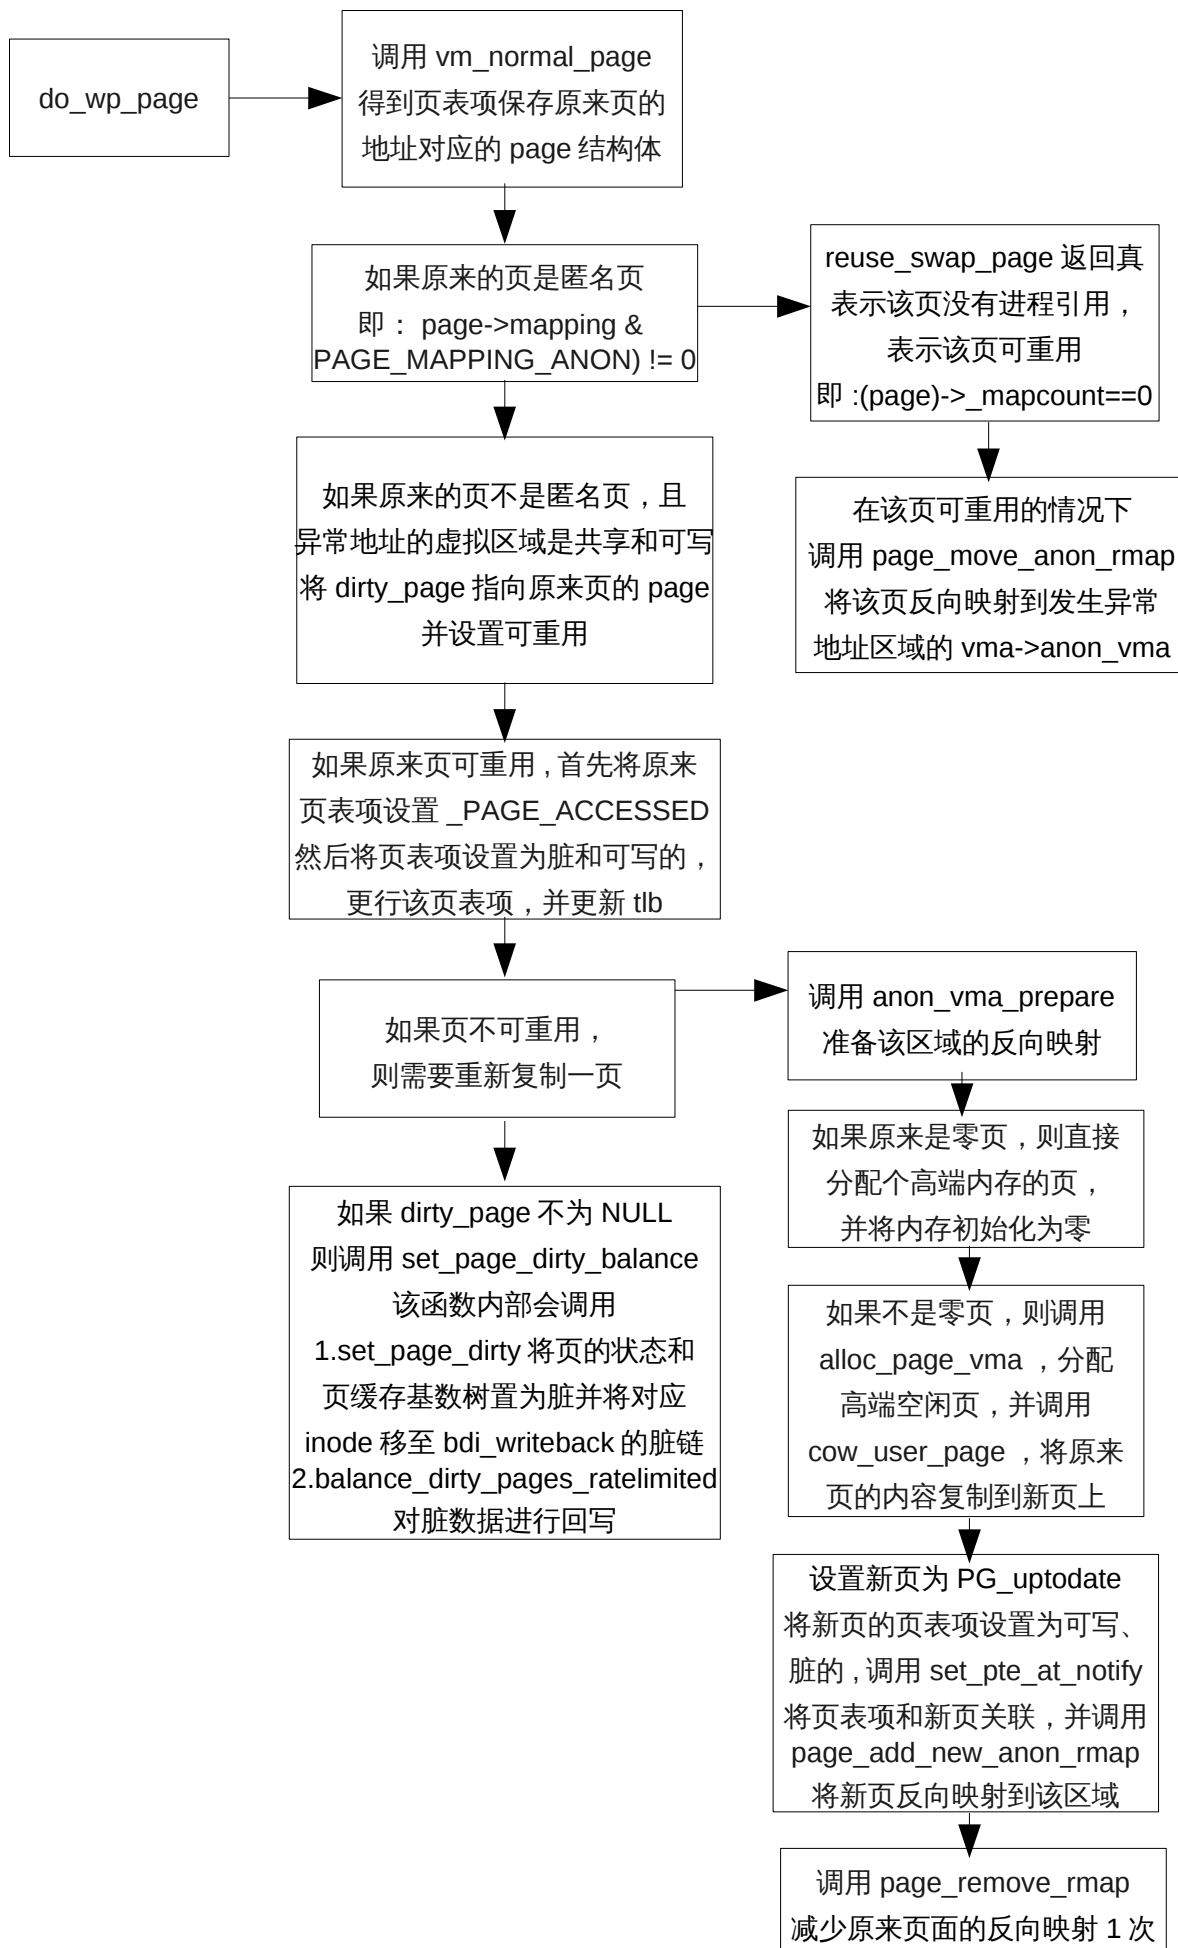 do_wp_page
调用 vm_normal_page
得到页表项保存原来页的
地址对应的 page 结构体
如果原来的页是匿名页
即： page->mapping &
PAGE_MAPPING_ANON) != 0
reuse_swap_page 返回真
表示该页没有进程引用，
表示该页可重用
即 :(page)->_mapcount==0
在该页可重用的情况下
调用 page_move_anon_rmap
将该页反向映射到发生异常
地址区域的 vma->anon_vma
如果原来的页不是匿名页，且
异常地址的虚拟区域是共享和可写
将 dirty_page 指向原来页的 page
并设置可重用
如果原来页可重用 , 首先将原来
页表项设置 _PAGE_ACCESSED
然后将页表项设置为脏和可写的，
更行该页表项，并更新 tlb
如果页不可重用，
则需要重新复制一页
调用 anon_vma_prepare
准备该区域的反向映射
如果原来是零页，则直接
分配个高端内存的页，
并将内存初始化为零
如果不是零页，则调用
alloc_page_vma ，分配
高端空闲页，并调用
cow_user_page ，将原来
页的内容复制到新页上
设置新页为 PG_uptodate
将新页的页表项设置为可写、
脏的 , 调用 set_pte_at_notify
将页表项和新页关联，并调用
page_add_new_anon_rmap
将新页反向映射到该区域
调用 page_remove_rmap
减少原来页面的反向映射 1 次
如果 dirty_page 不为 NULL
则调用 set_page_dirty_balance
该函数内部会调用
1.set_page_dirty 将页的状态和
页缓存基数树置为脏并将对应
inode 移至 bdi_writeback 的脏链
2.balance_dirty_pages_ratelimited
对脏数据进行回写